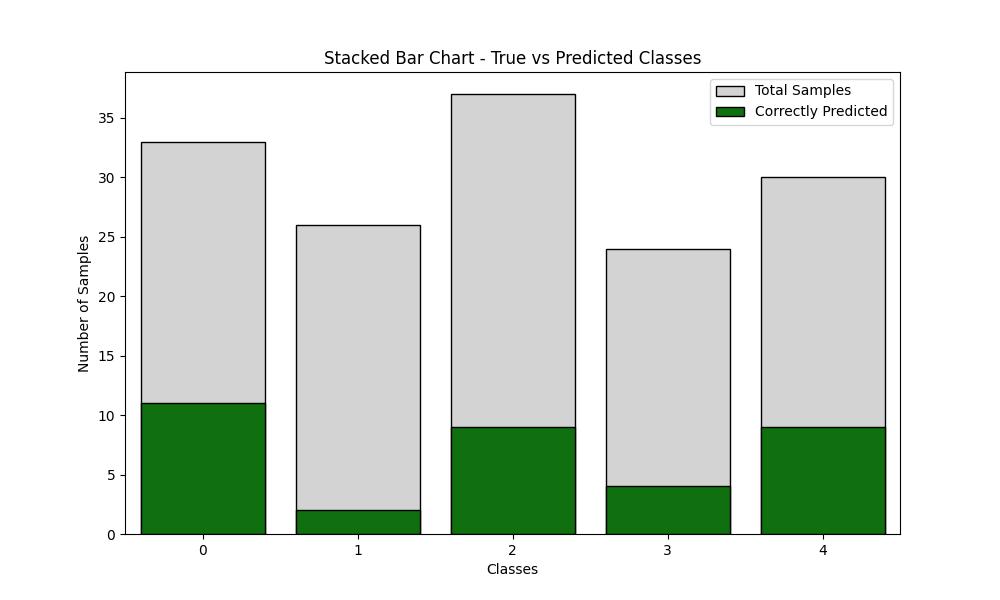 Stacked Bar Chart - True vs Predicted Classes
Total Samples
Correctly Predicted
Number of Samples
35
30
25
20
15
10
5
0
0 1 2 3 4
Classes